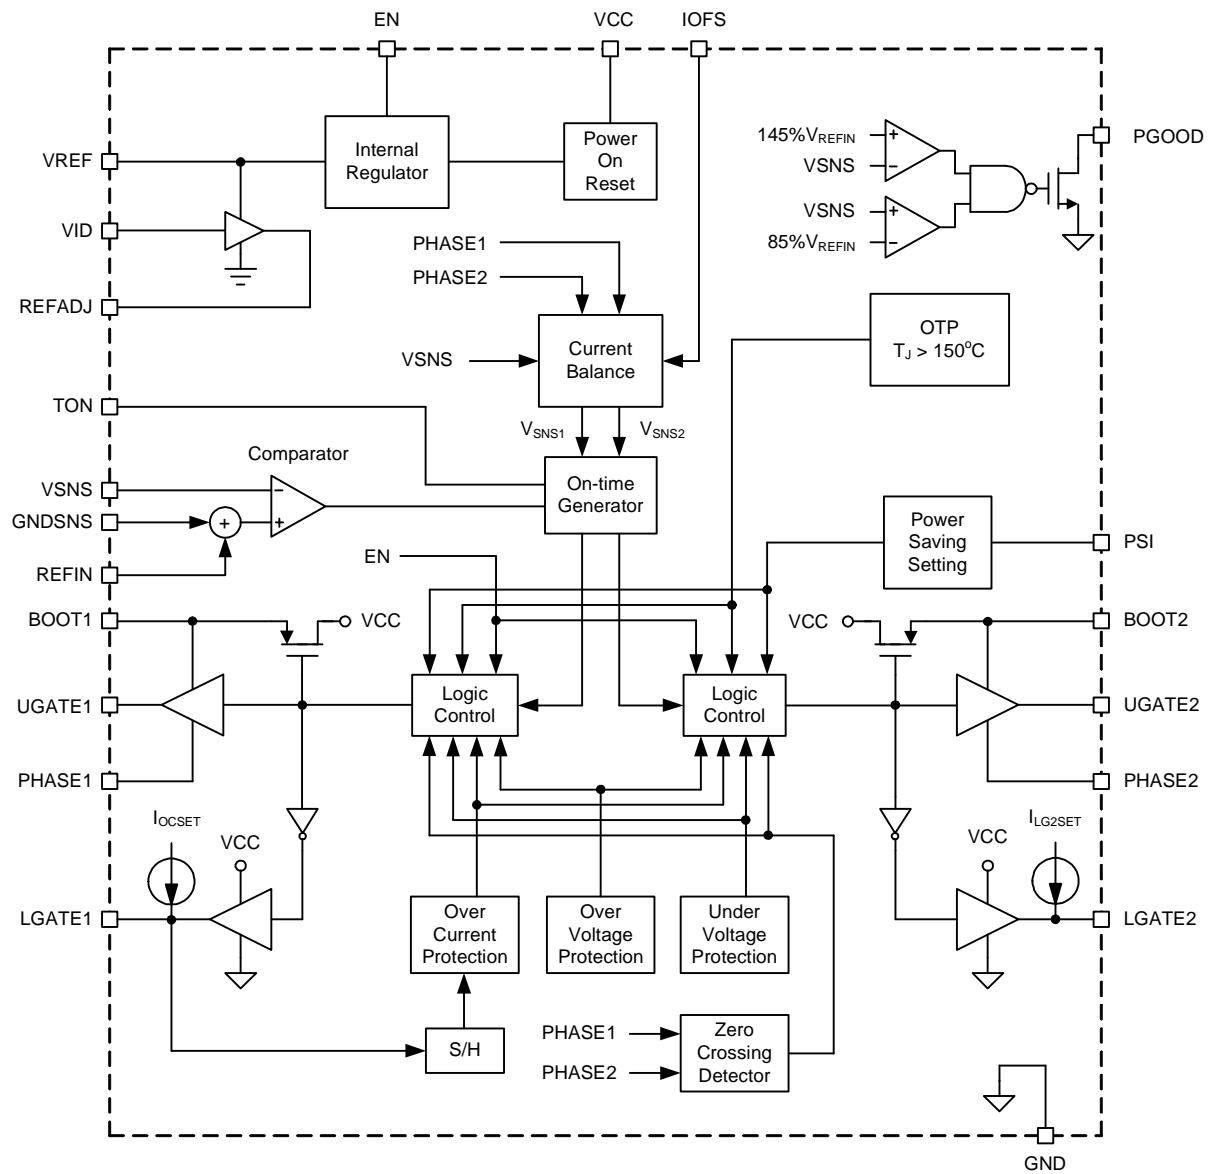 EN
VCC
IOFS
VREF
Internal
Regulator
Power
On
Reset
145%VREFIN
VSNS
VSNS
85%VREFIN
+
−
+
−
PGOOD
VID
REFADJ
PHASE1
PHASE2
VSNS
Current
Balance
OTP
TJ > 150°C
TON
VSNS1
VSNS2
Comparator
On-time
Generator
VSNS
GNDSNS
REFIN
−
+
+
EN
Power
Saving
Setting
PSI
BOOT1
VCC
VCC
BOOT2
UGATE1
Logic
Control
Logic
Control
UGATE2
PHASE1
PHASE2
IOCSET
VCC
VCC
ILG2SET
LGATE1
Over
Current
Protection
Over
Voltage
Protection
Under
Voltage
Protection
LGATE2
S/H
PHASE1
PHASE2
Zero
Crossing
Detector
GND